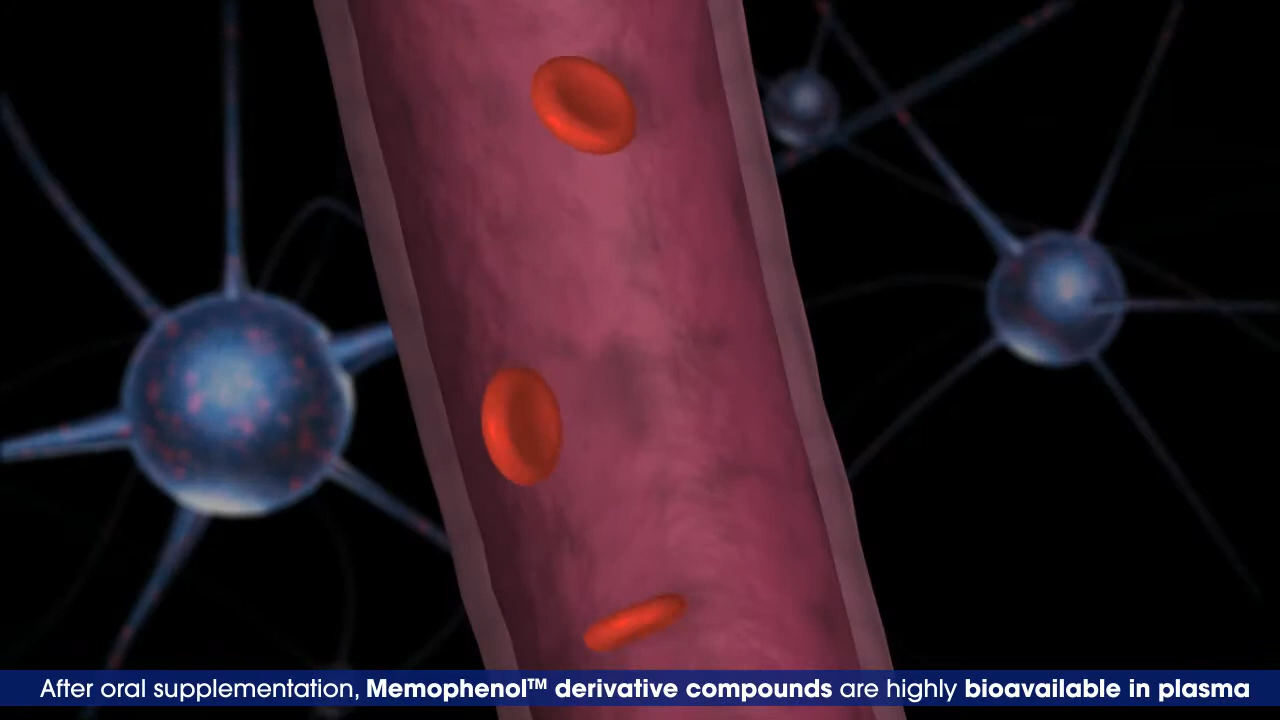 After oral supplementation, Memophenol™ derivative compounds are highly bioavailable in plasma